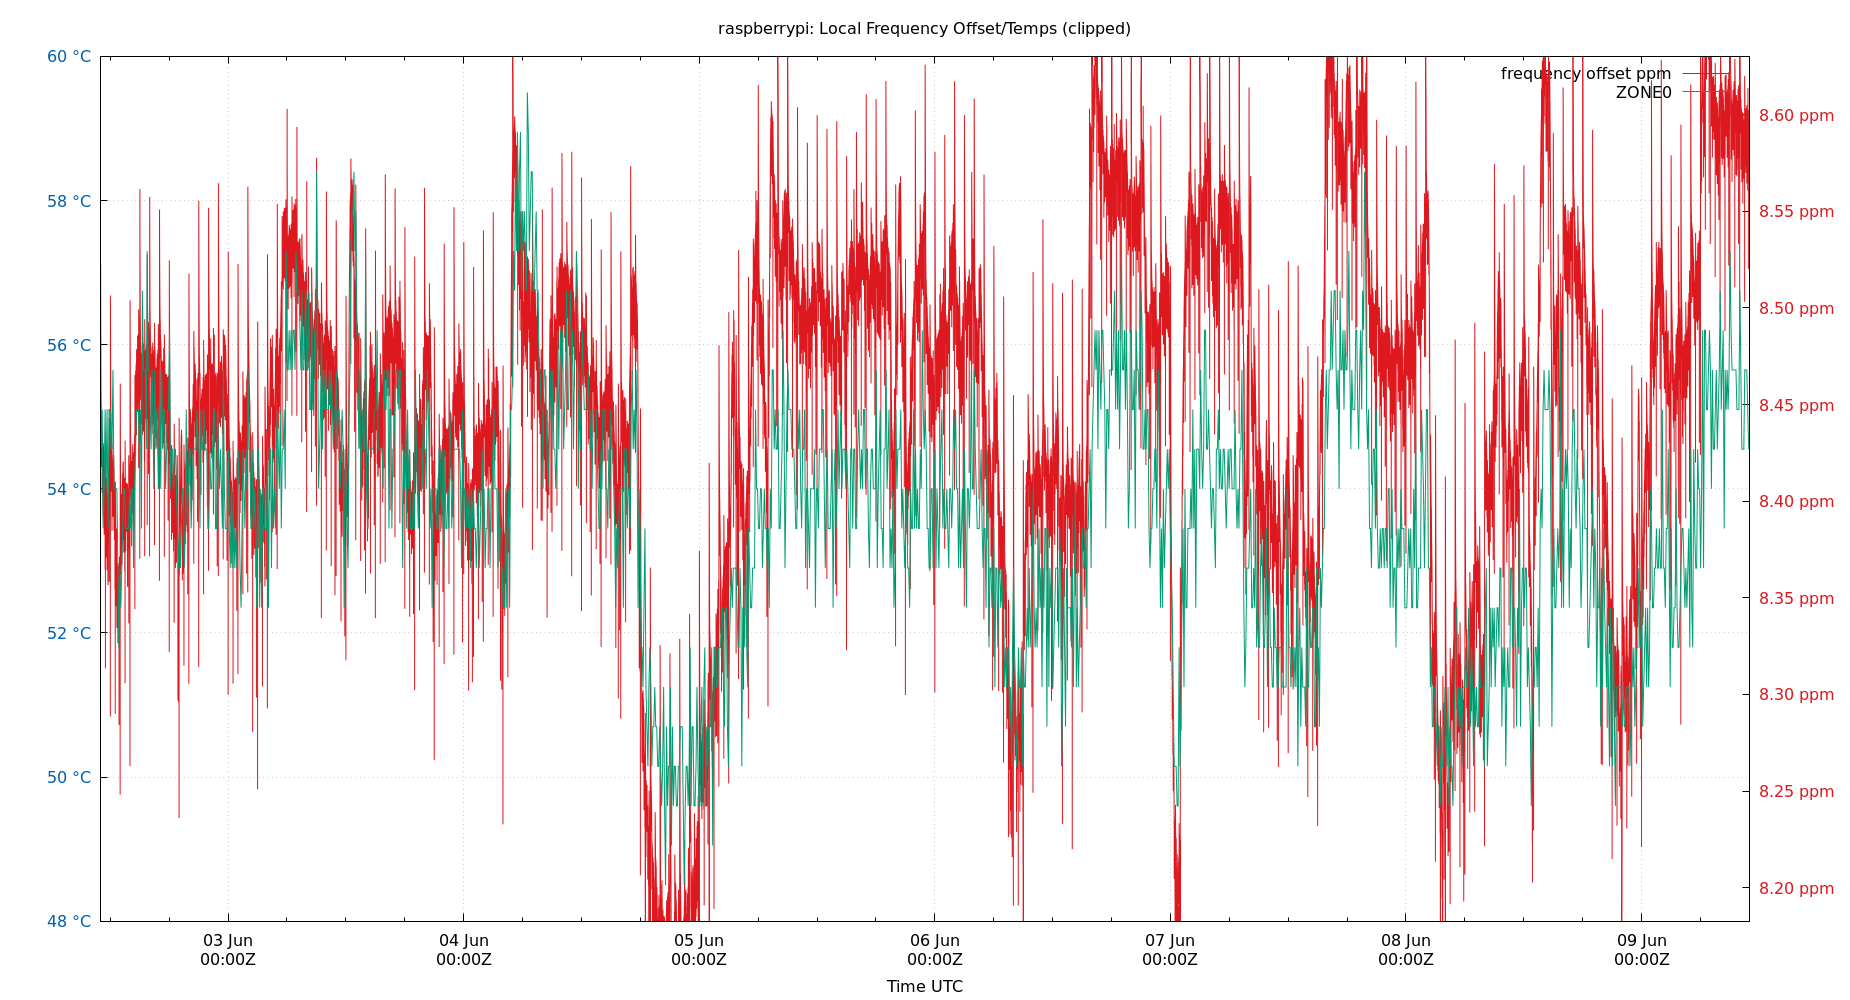 raspberrypi: Local Frequency Offset/Temps (clipped)
60 °C
58 °C
56 °C
54 °C
52 °C
50 °C
48 °C
frequency offset ppm
ZONE0
8.60 ppm
8.55 ppm
8.50 ppm
8.45 ppm
8.40 ppm
8.35 ppm
8.30 ppm
8.25 ppm
8.20 ppm
03 Jun 04 Jun 05 Jun 06 Jun 07 Jun 08 Jun 09 Jun
00:00Z 00:00Z 00:00Z 00:00Z 00:00Z 00:00Z 00:00Z
Time UTC